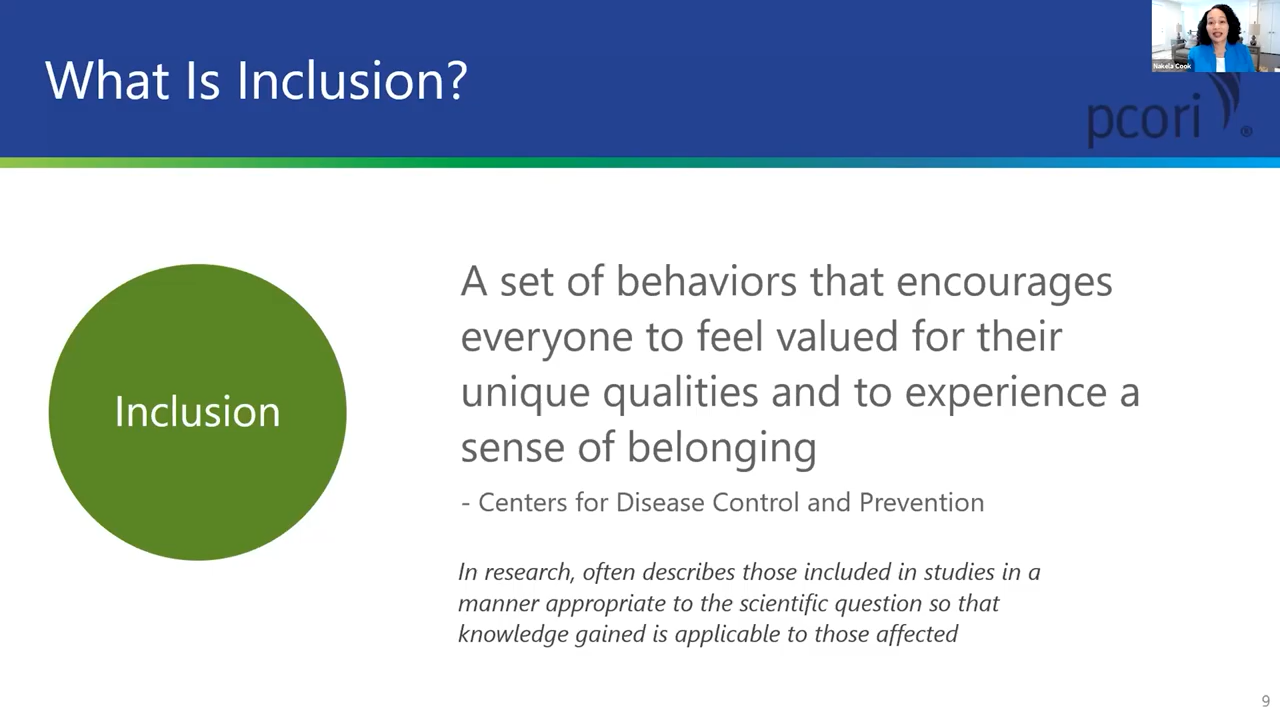 What Is Inclusion?
Nakela Cook
pcori
®
Inclusion
A set of behaviors that encourages
everyone to feel valued for their
unique qualities and to experience a
sense of belonging
- Centers for Disease Control and Prevention
In research, often describes those included in studies in a
manner appropriate to the scientific question so that
knowledge gained is applicable to those affected
9